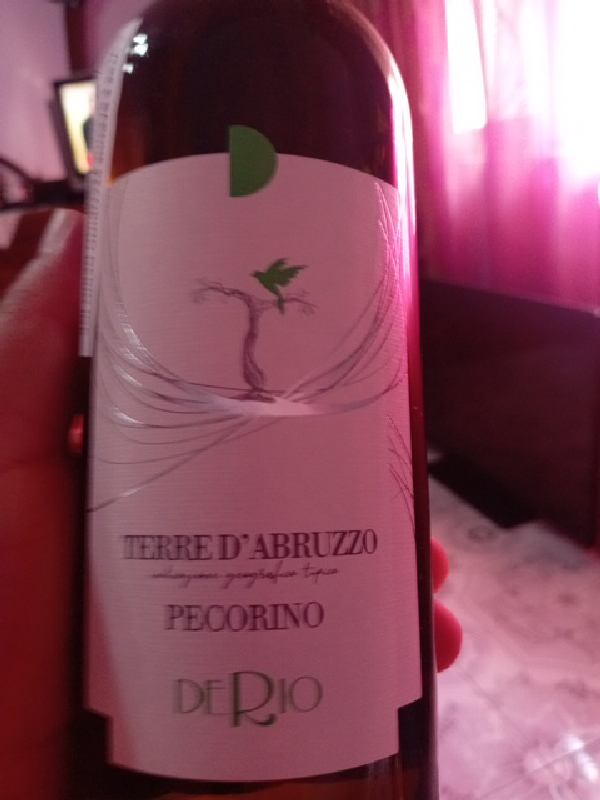 TERRE D'ABRUZZO
indicazione geografica tipica
PECORINO
DERIO